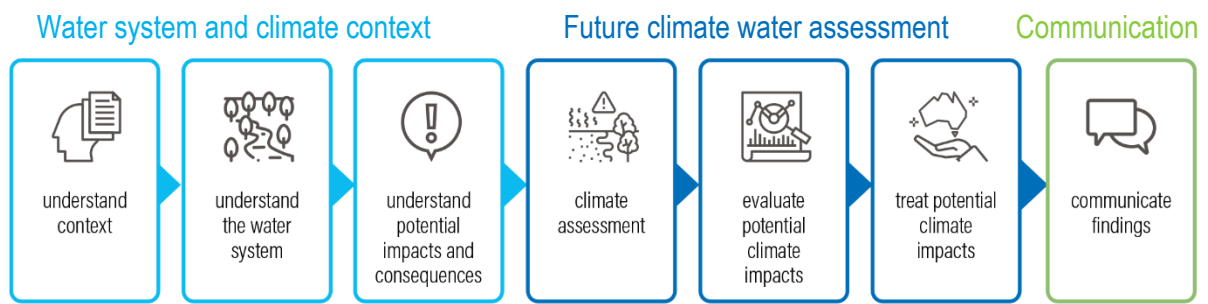 Water system and climate context
Future climate water assessment
Communication
understand
context
understand
the water
system
understand
potential
impacts and
consequences
climate
assessment
evaluate
potential
climate
impacts
treat potential
climate
impacts
communicate
findings